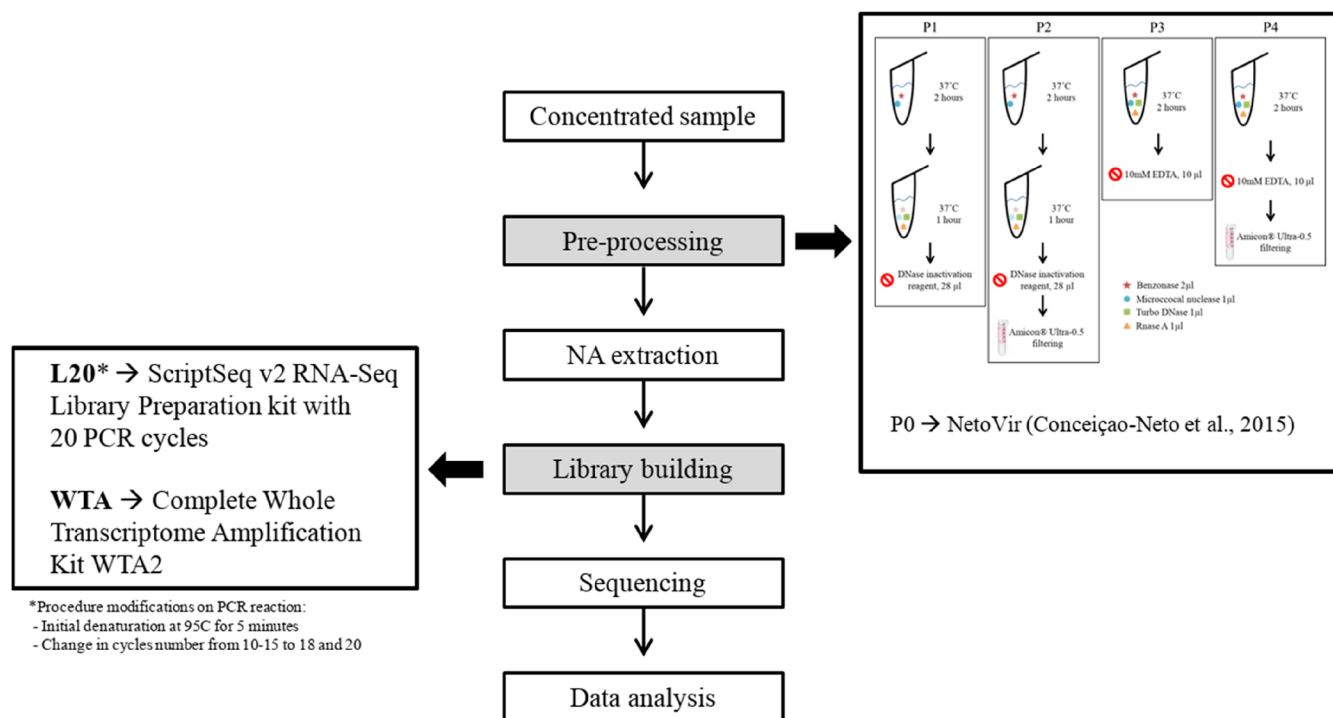 Concentrated sample
Pre-processing
NA extraction
Library building
Sequencing
Data analysis
L20* → ScriptSeq v2 RNA-Seq
Library Preparation kit with
20 PCR cycles
WTA → Complete Whole
Transcriptome Amplification
Kit WTA2
*Procedure modifications on PCR reaction:
- Initial denaturation at 95C for 5 minutes
- Change in cycles number from 10-15 to 18 and 20
P1
37˚C
2 hours
37˚C
1 hour
DNase inactivation
reagent, 28 µl
P2
37˚C
2 hours
37˚C
1 hour
DNase inactivation
reagent, 28 µl
Amicon® Ultra-0.5
filtering
P3
37˚C
2 hours
10mM EDTA, 10 µl
P4
37˚C
2 hours
10mM EDTA, 10 µl
Amicon® Ultra-0.5
filtering
Benzonase 2µl
Microccocal nuclease 1µl
Turbo DNase 1µl
Rnase A 1µl
P0 → NetoVir (Conceiçao-Neto et al., 2015)